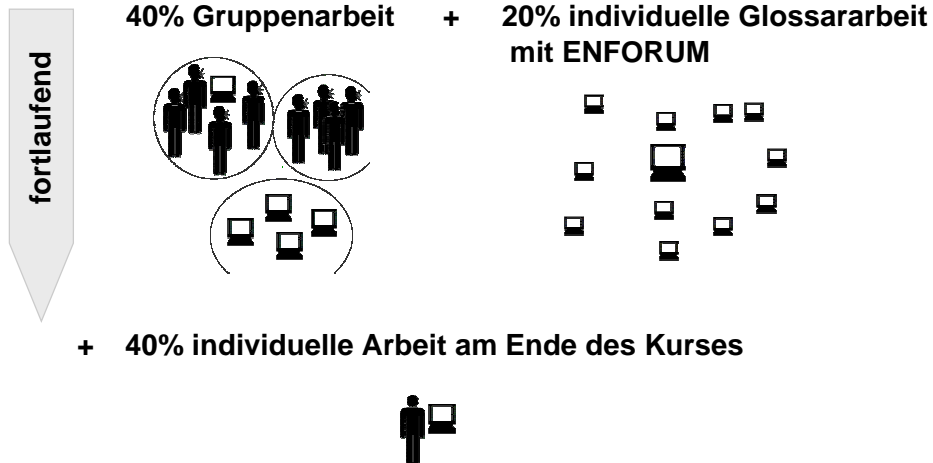 40% Gruppenarbeit + 20% individuelle Glossararbeit
mit ENFORUM
fortlaufend
+ 40% individuelle Arbeit am Ende des Kurses